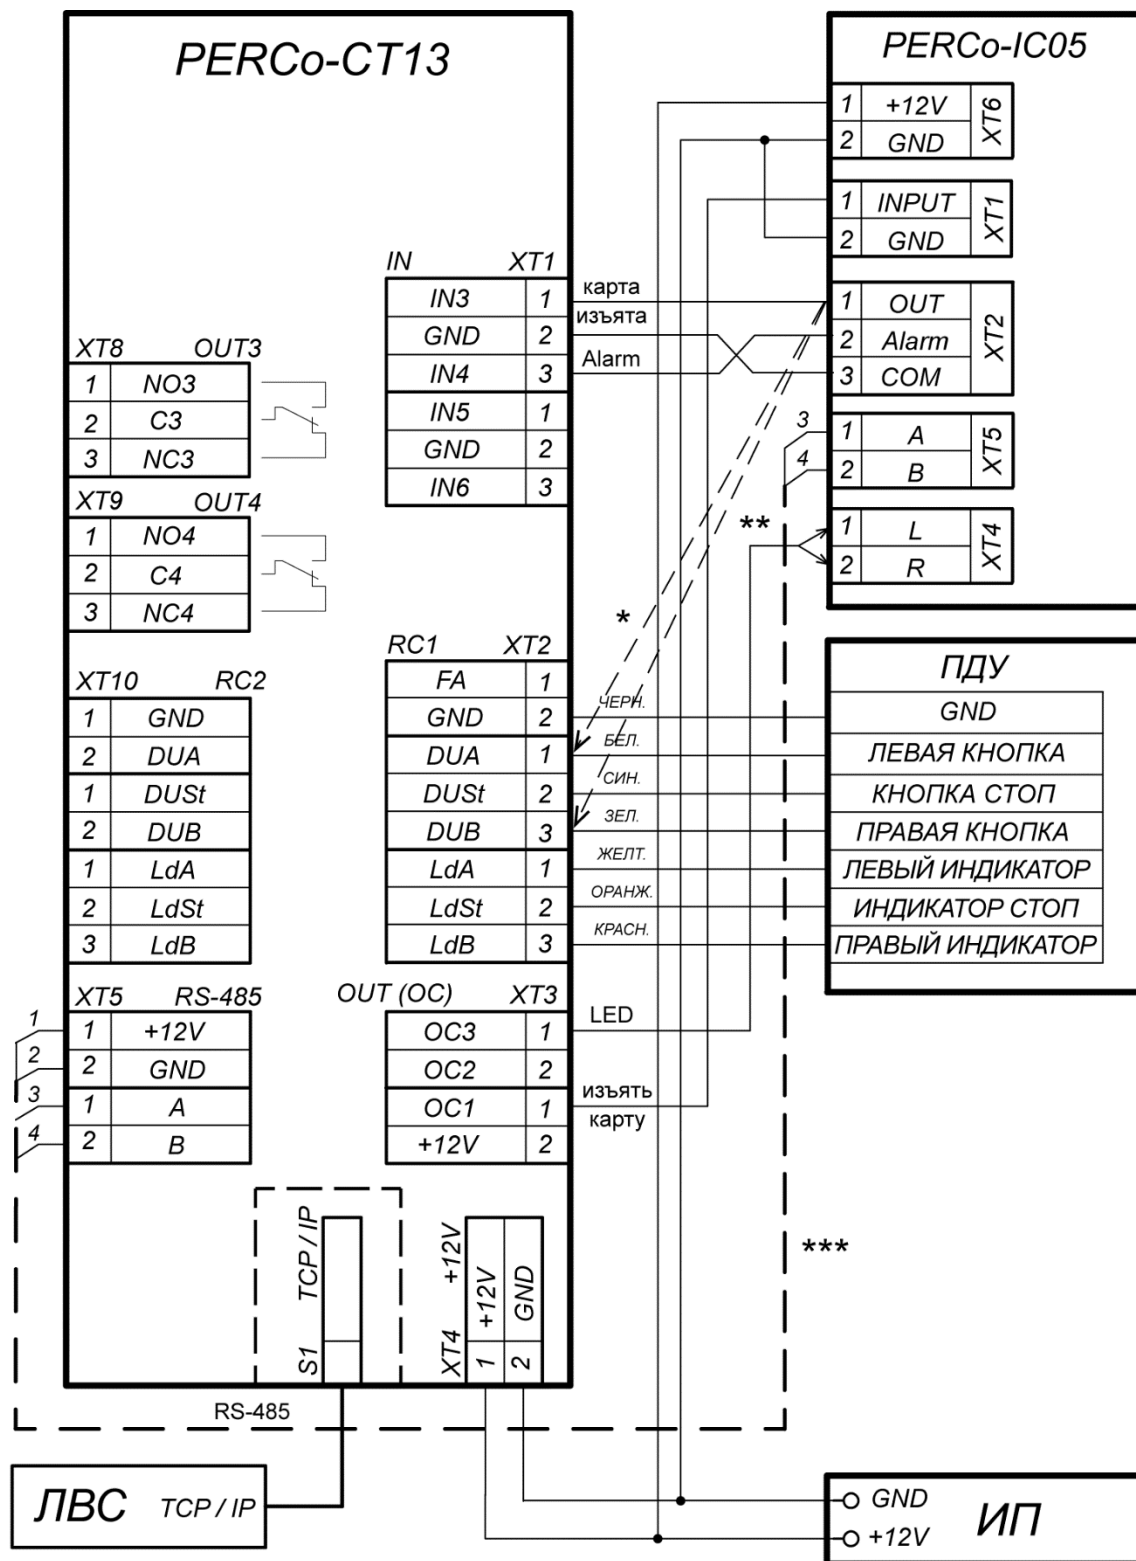 PERCo-CT13
PERCo-IC05
1 +12V XT6
2 GND
1 INPUT XT1
2 GND
1 OUT XT2
2 Alarm
3 COM
3 1 A XT5
4 2 B
** 1 L XT4
2 R
IN XT1
IN3 1 карта
GND 2 изъята
IN4 3 Alarm
IN5 1
GND 2
IN6 3
XT8 OUT3
1 NO3
2 C3
3 NC3
XT9 OUT4
1 NO4
2 C4
3 NC4
*
XT10 RC2
1 GND
2 DUA
1 DUSt
2 DUB
1 LdA
2 LdSt
3 LdB
RC1 XT2
FA 1
GND 2 ЧЕРН.
DUA 1 БЕЛ.
DUSt 2 СИН.
DUB 3 ЗЕЛ.
LdA 1 ЖЕЛТ.
LdSt 2 ОРАНЖ.
LdB 3 КРАСН.
ПДУ
GND
ЛЕВАЯ КНОПКА
КНОПКА СТОП
ПРАВАЯ КНОПКА
ЛЕВЫЙ ИНДИКАТОР
ИНДИКАТОР СТОП
ПРАВЫЙ ИНДИКАТОР
XT5 RS-485
1 1 +12V
2 2 GND
3 1 A
4 2 B
OUT (OC) XT3
OC3 1 LED
OC2 2
OC1 1 изъять
+12V 2 карту
S1 TCP / IP
XT4 +12V
1 +12V
2 GND
***
RS-485
ЛВС TCP / IP
GND
+12V
ИП